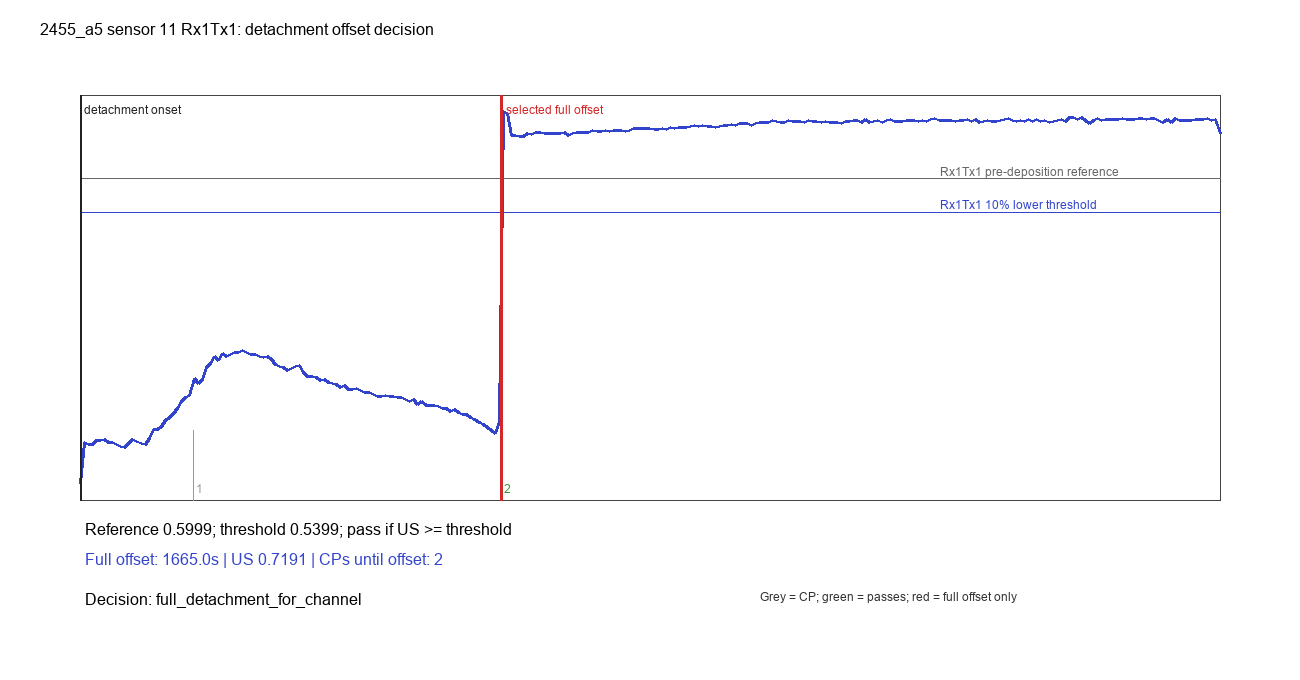 2455_a5 sensor 11 Rx1Tx1: detachment offset decision
detachment onset
selected full offset
Rx1Tx1 pre-deposition reference
Rx1Tx1 10% lower threshold
1
2
Reference 0.5999; threshold 0.5399; pass if US >= threshold
Full offset: 1665.0s | US 0.7191 | CPs until offset: 2
Decision: full_detachment_for_channel
Grey = CP; green = passes; red = full offset only